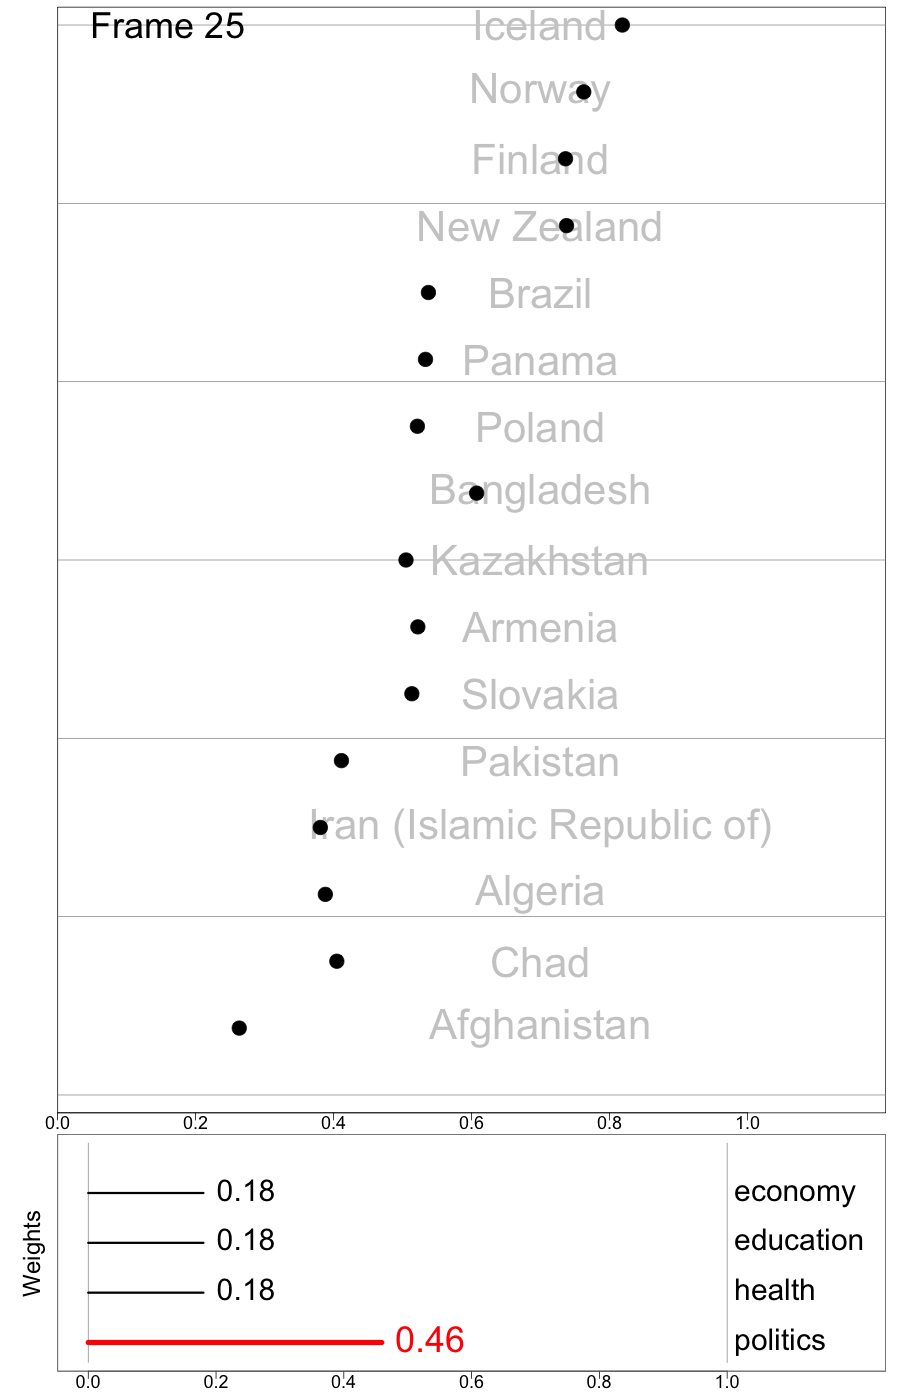 Frame 25
Iceland
Norway
Finland
New Zealand
Brazil
Panama
Poland
Bangladesh
Kazakhstan
Armenia
Slovakia
Pakistan
Iran (Islamic Republic of)
Algeria
Chad
Afghanistan
0.0 0.2 0.4 0.6 0.8 1.0
Weights
0.18 economy
0.18 education
0.18 health
0.46 politics
0.0 0.2 0.4 0.6 0.8 1.0